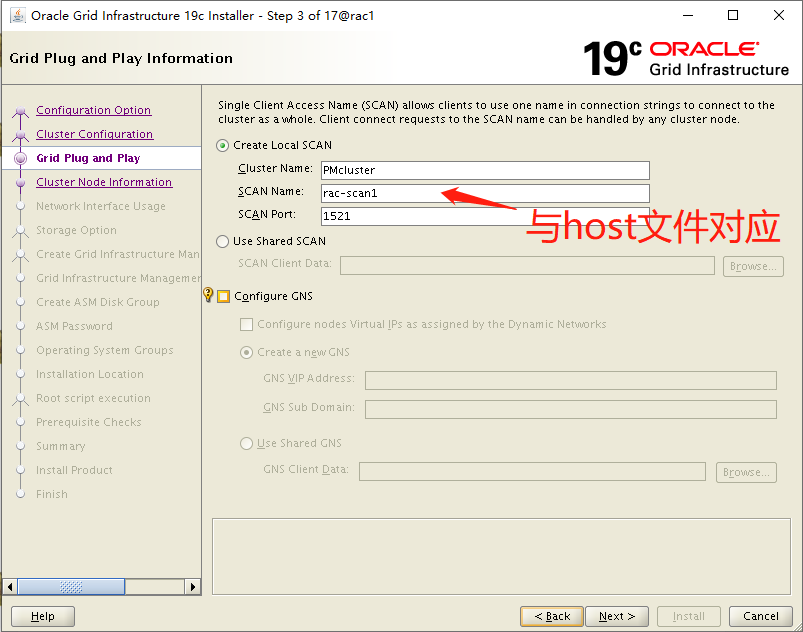 Oracle Grid Infrastructure 19c Installer - Step 3 of 17@rac1
Grid Plug and Play Information
19c ORACLE
Grid Infrastructure
Configuration Option
Cluster Configuration
Grid Plug and Play
Cluster Node Information
Network Interface Usage
Storage Option
Create Grid Infrastructure Man
Grid Infrastructure Managemer
Create ASM Disk Group
ASM Password
Operating System Groups
Installation Location
Root script execution
Prerequisite Checks
Summary
Install Product
Finish
Single Client Access Name (SCAN) allows clients to use one name in connection strings to connect to the
cluster as a whole. Client connect requests to the SCAN name can be handled by any cluster node.
Create Local SCAN
Cluster Name: PMcluster
SCAN Name: rac-scan1
SCAN Port: 1521
与host文件对应
Use Shared SCAN
SCAN Client Data: Browse...
Configure GNS
Configure nodes Virtual IPs as assigned by the Dynamic Networks
Create a new GNS
GNS VIP Address:
GNS Sub Domain:
Use Shared GNS
GNS Client Data: Browse...
Help < Back Next > Install Cancel